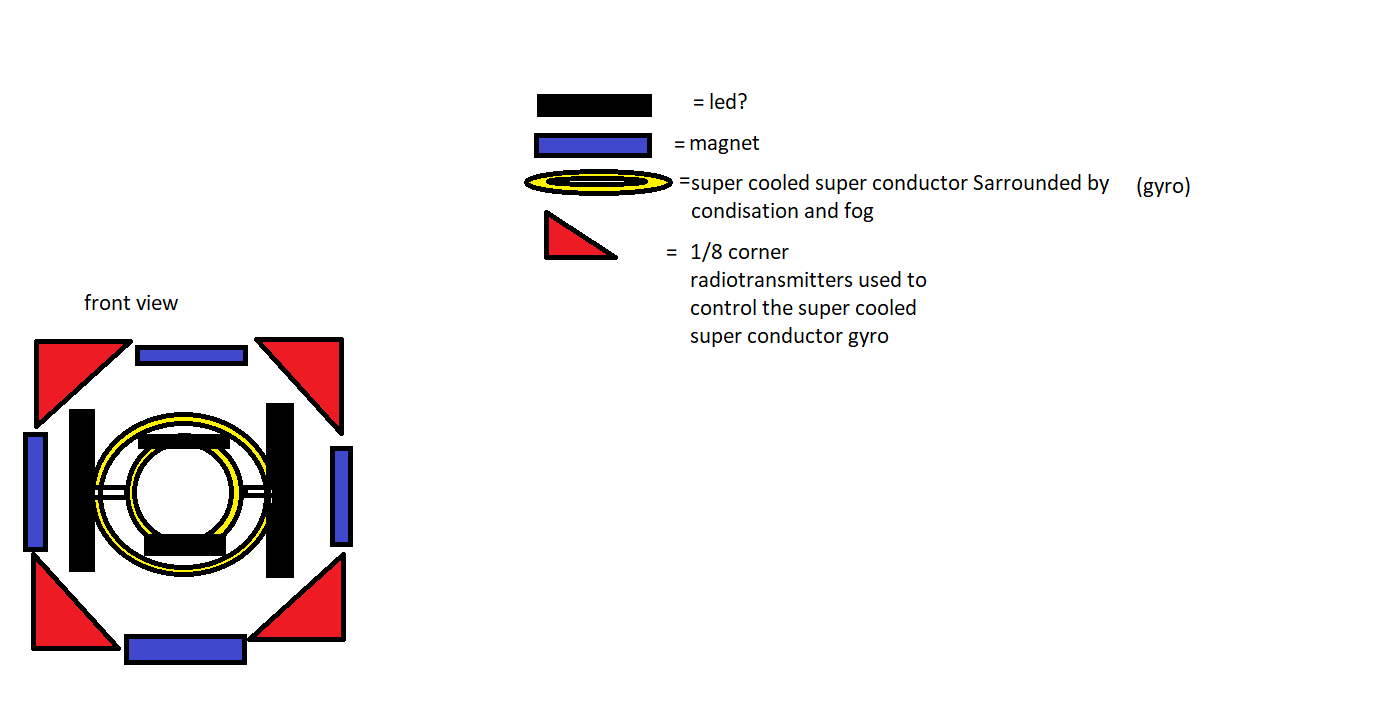 = led?
= magnet
=super cooled super conductor Sarrounded by (gyro)
condisation and fog
= 1/8 corner
radiotransmitters used to
control the super cooled
super conductor gyro
front view